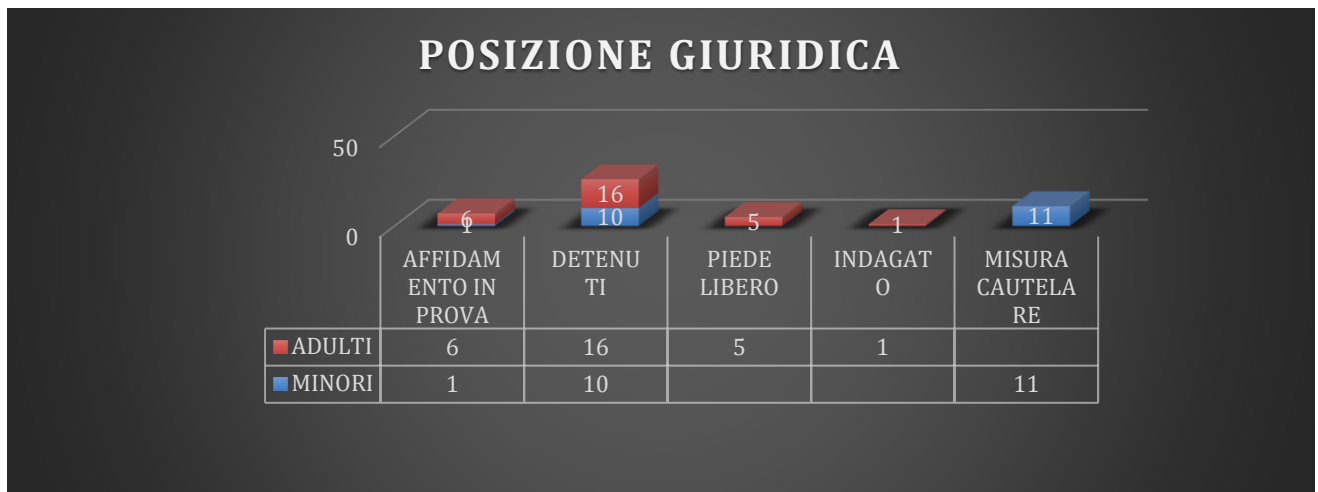 POSIZIONE GIURIDICA
50
0
16
10
6
1
5
1
11
AFFIDAM
ENTO IN
PROVA
DETENU
TI
PIEDE
LIBERO
INDAGAT
O
MISURA
CAUTELA
RE
ADULTI 6 16 5 1
MINORI 1 10 11